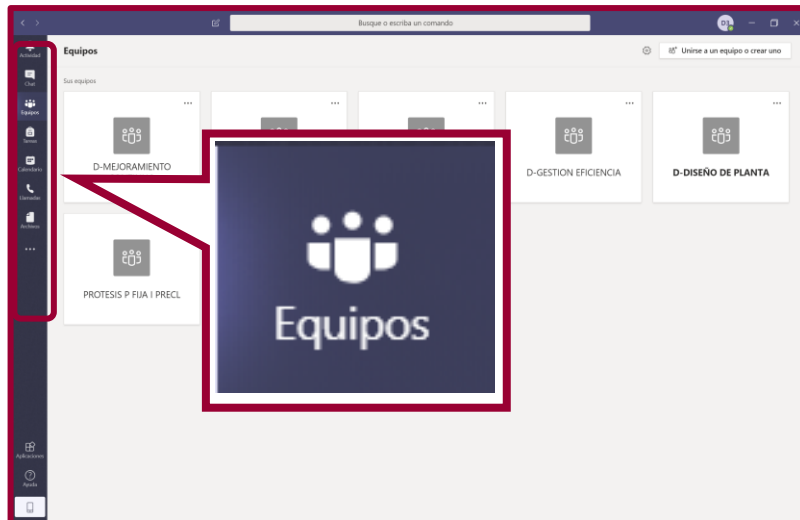 Busque o escriba un comando
Equipos
Unirse a un equipo o crear uno
Actividad
Chat
Equipos
Tareas
Calendario
Llamadas
Archivos
Aplicaciones
Ayuda
Sus equipos
D-MEJORAMIENTO
D-GESTION EFICIENCIA
D-DISEÑO DE PLANTA
PROTESIS P FIJA I PRECL
Equipos